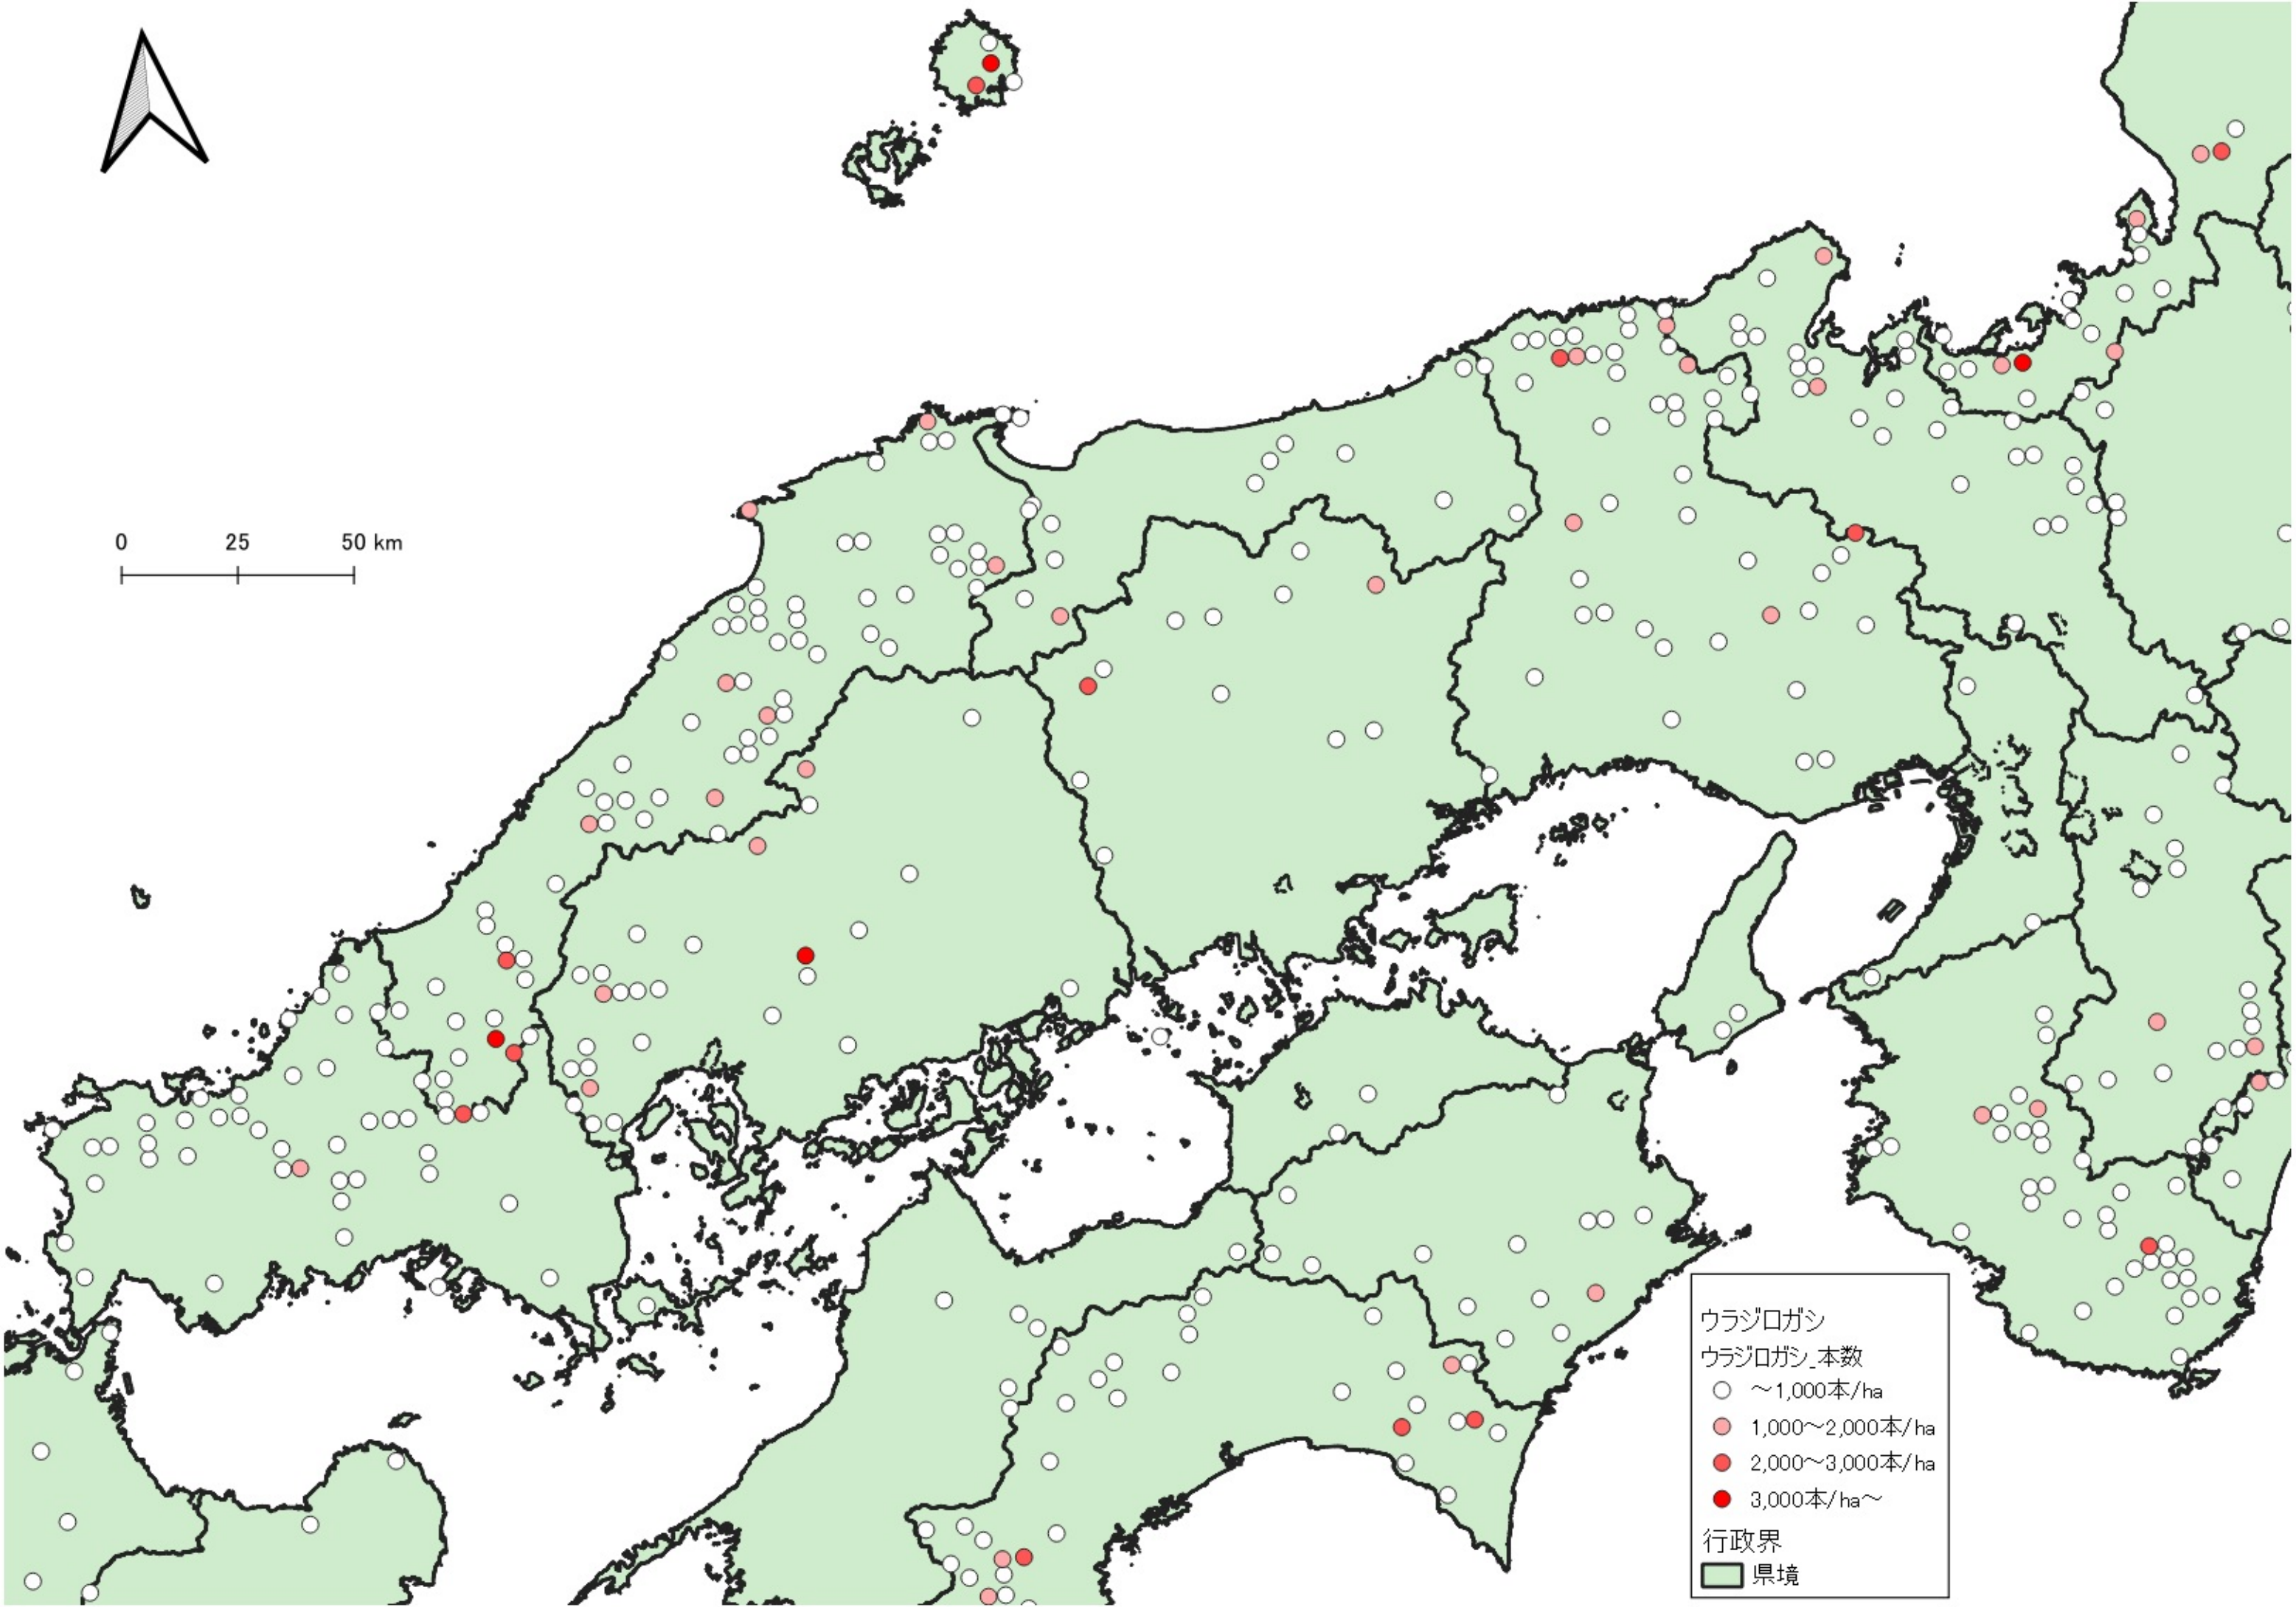 0 25 50 km
ウラジロガシ
ウラジロガシ_本数
～1,000本/ha
1,000～2,000本/ha
2,000～3,000本/ha
3,000本/ha～
行政界
県境